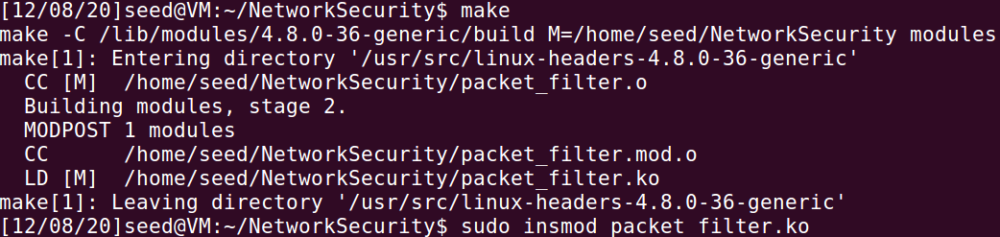 [12/08/20]seed@VM:~/NetworkSecurity$ make
make -C /lib/modules/4.8.0-36-generic/build M=/home/seed/NetworkSecurity modules
make[1]: Entering directory '/usr/src/linux-headers-4.8.0-36-generic'
  CC [M]  /home/seed/NetworkSecurity/packet_filter.o
  Building modules, stage 2.
  MODPOST 1 modules
  CC      /home/seed/NetworkSecurity/packet_filter.mod.o
  LD [M]  /home/seed/NetworkSecurity/packet_filter.ko
make[1]: Leaving directory '/usr/src/linux-headers-4.8.0-36-generic'
[12/08/20]seed@VM:~/NetworkSecurity$ sudo insmod packet_filter.ko